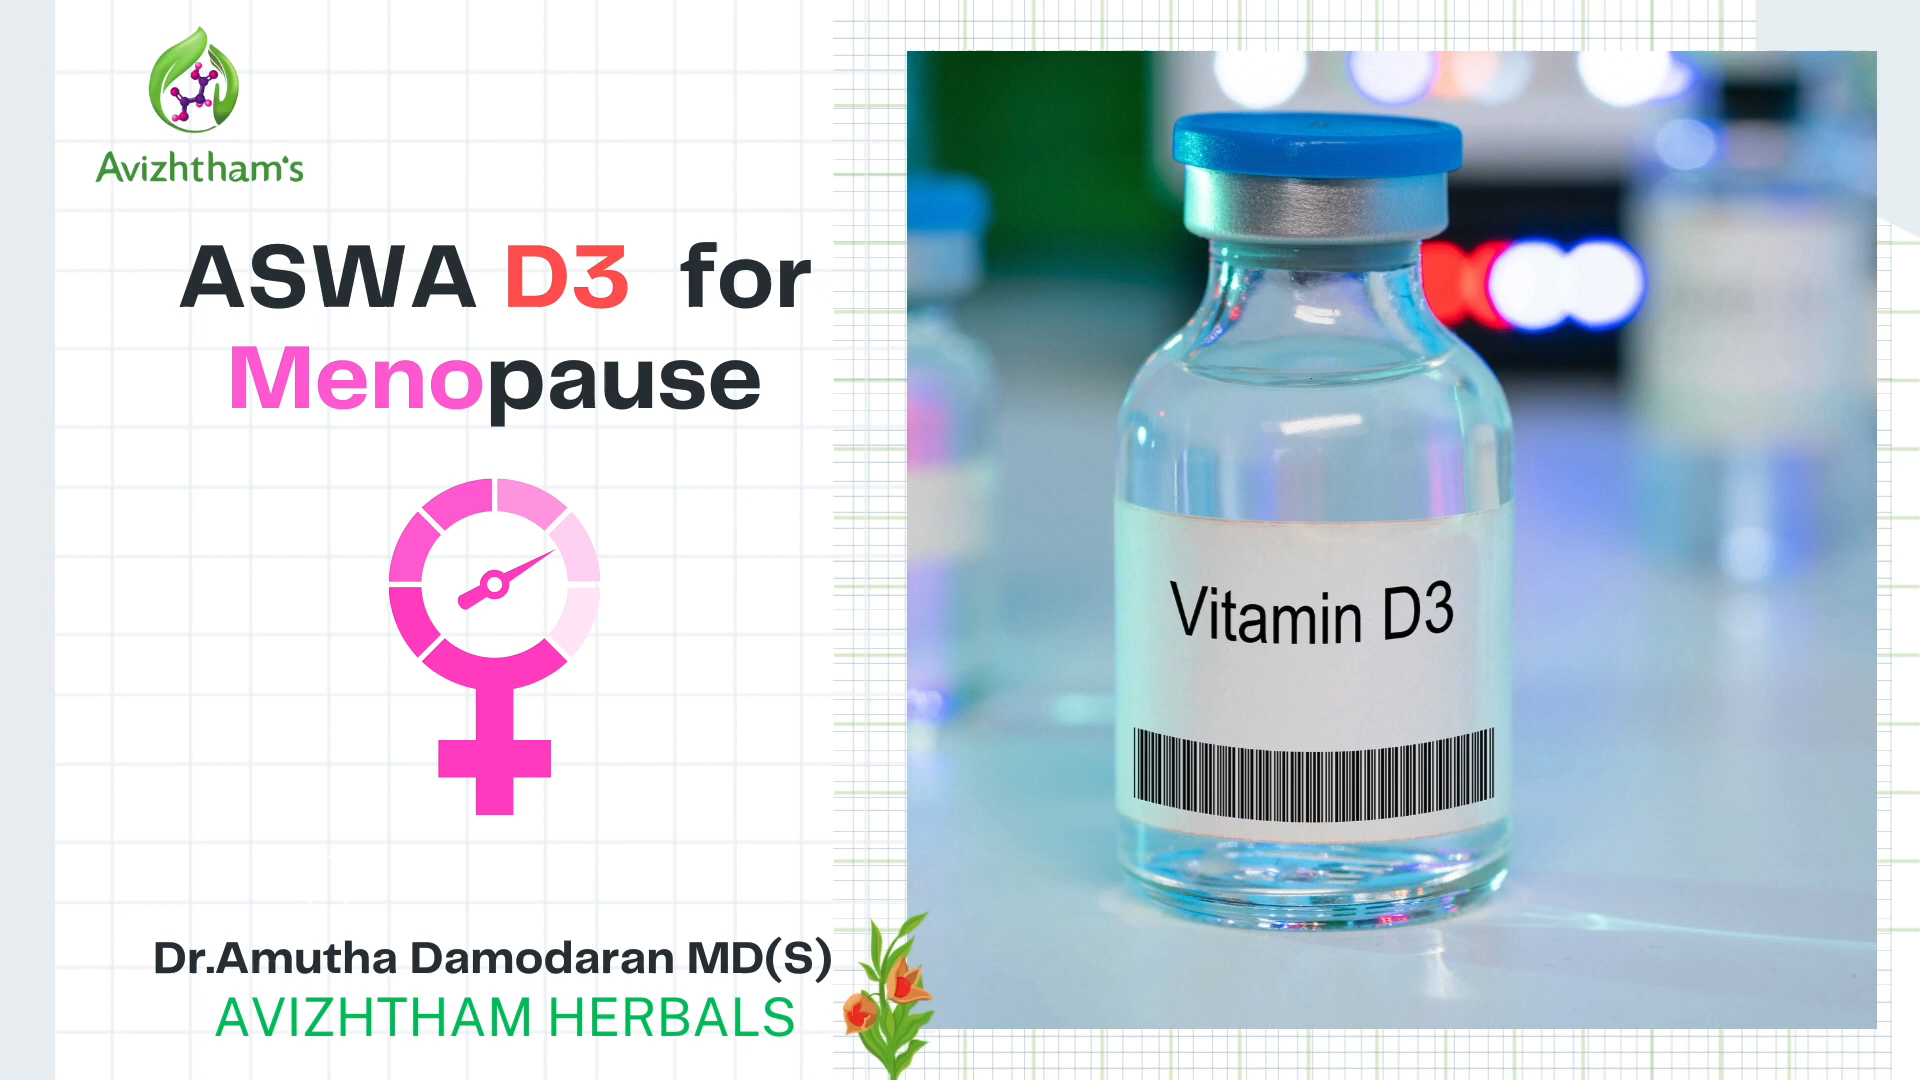 Avizhtham's
ASWA D3 for
Menopause
Dr.Amutha Damodaran MD(S)
AVIZHTHAM HERBALS
Vitamin D3